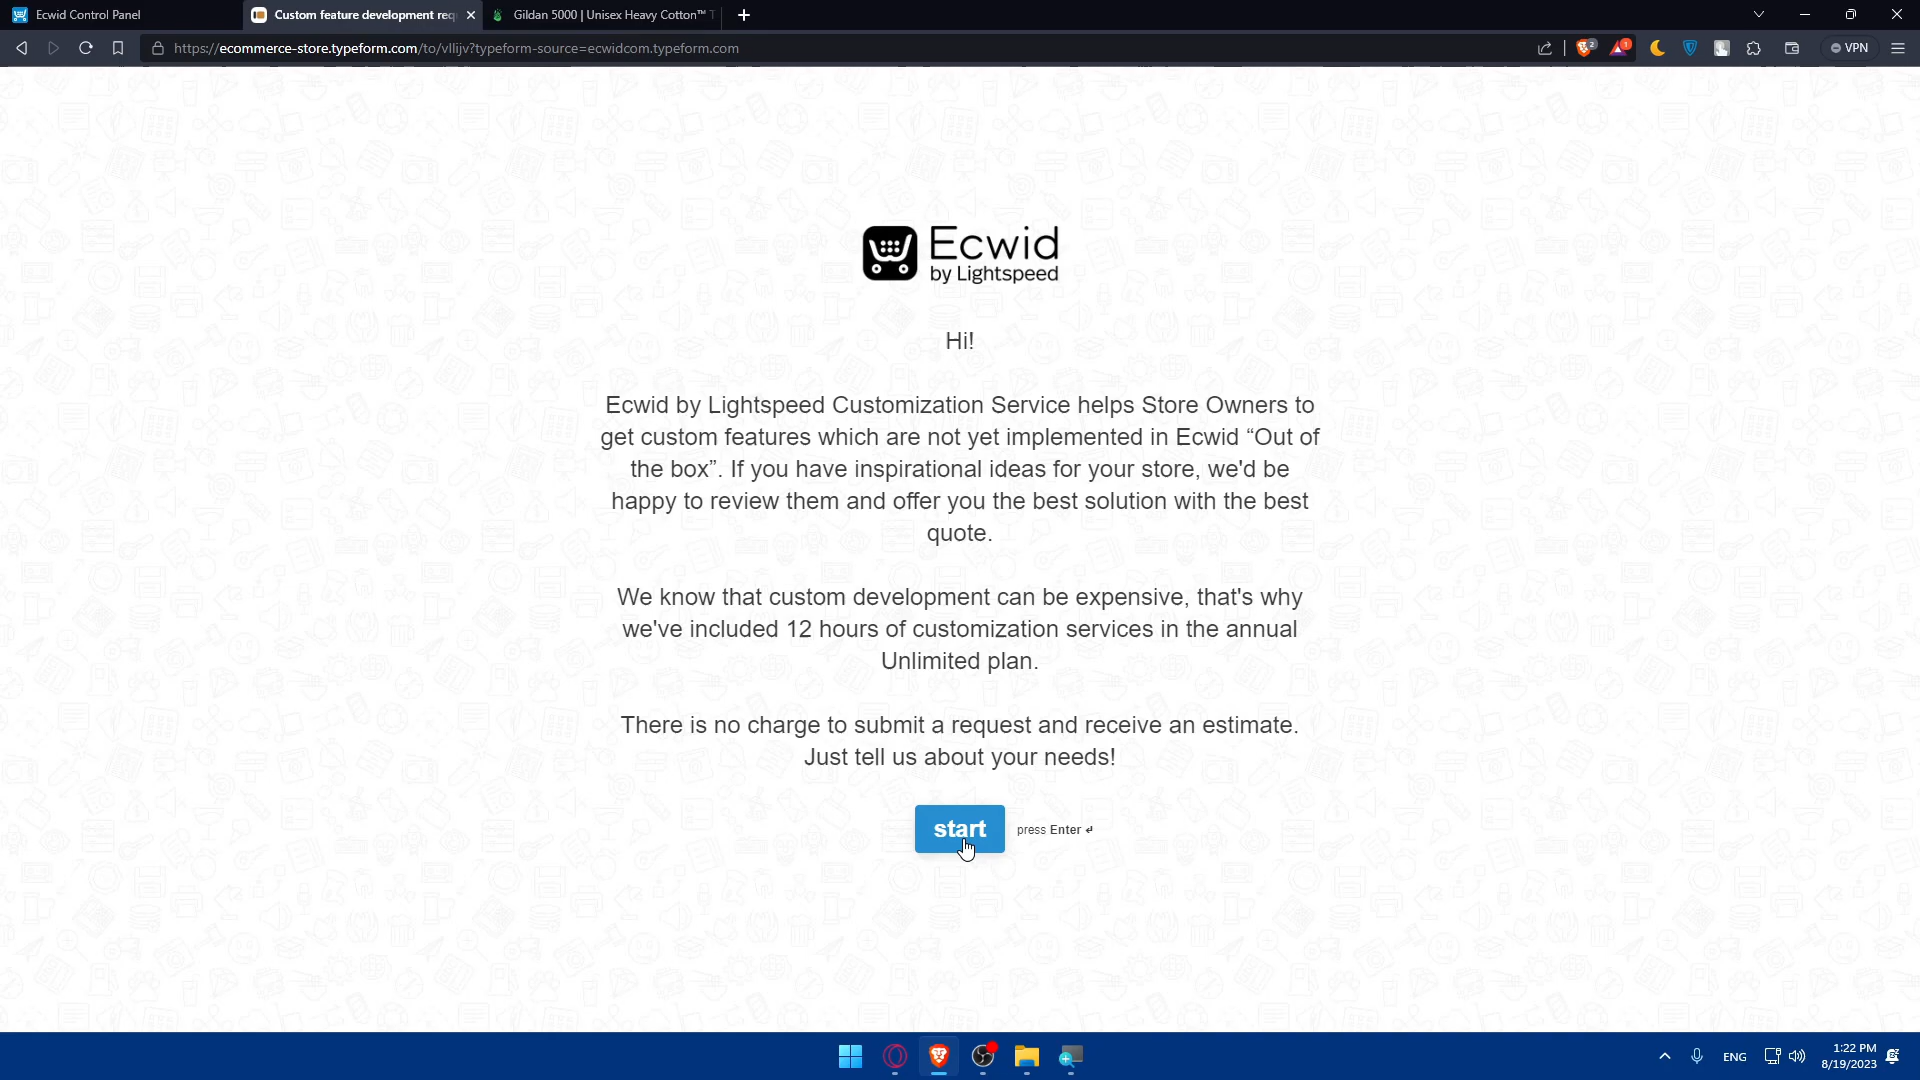 Ecwid Control Panel
Custom feature development req
Gildan 5000 | Unisex Heavy Cotton™ T
https://ecommerce-store.typeform.com/to/vllijv?typeform-source=ecwidcom.typeform.com
2
1
VPN
Ecwid
by Lightspeed
Hi!
Ecwid by Lightspeed Customization Service helps Store Owners to
get custom features which are not yet implemented in Ecwid “Out of
the box”. If you have inspirational ideas for your store, we'd be
happy to review them and offer you the best solution with the best
quote.
We know that custom development can be expensive, that's why
we've included 12 hours of customization services in the annual
Unlimited plan.
There is no charge to submit a request and receive an estimate.
Just tell us about your needs!
start
press Enter ↵
ENG
1:22 PM
8/19/2023